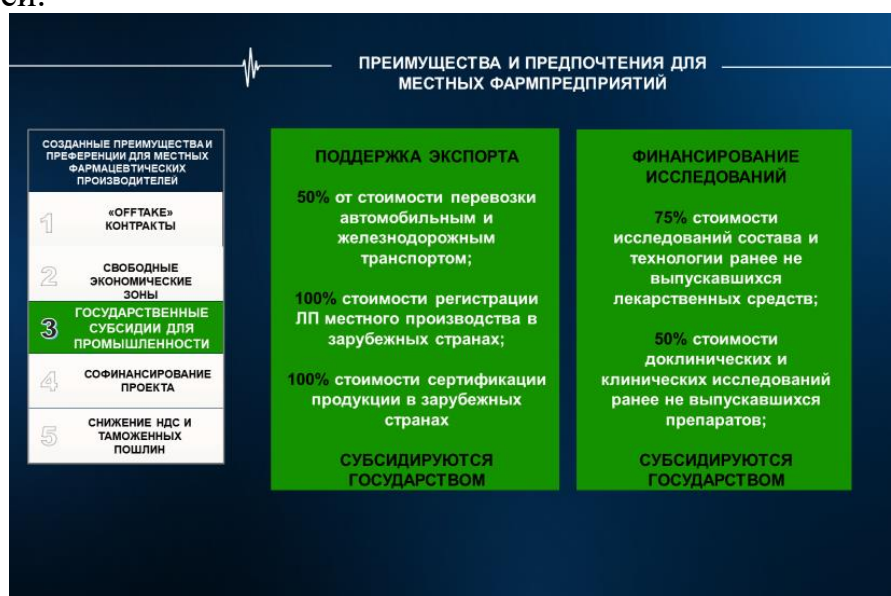 си.
ПРЕИМУЩЕСТВА И ПРЕДПОЧТЕНИЯ ДЛЯ
МЕСТНЫХ ФАРМПРЕДПРИЯТИЙ
СОЗДАННЫЕ ПРЕИМУЩЕСТВА И
ПРЕФЕРЕНЦИИ ДЛЯ МЕСТНЫХ
ФАРМАЦЕВТИЧЕСКИХ
ПРОИЗВОДИТЕЛЕЙ
1
«OFFTAKE»
КОНТРАКТЫ
2
СВОБОДНЫЕ
ЭКОНОМИЧЕСКИЕ
ЗОНЫ
3
ГОСУДАРСТВЕННЫЕ
СУБСИДИИ ДЛЯ
ПРОМЫШЛЕННОСТИ
4
СОФИНАНСИРОВАНИЕ
ПРОЕКТА
5
СНИЖЕНИЕ НДС И
ТАМОЖЕННЫХ
ПОШЛИН
ПОДДЕРЖКА ЭКСПОРТА
50% от стоимости перевозки
автомобильным и
железнодорожным
транспортом;
100% стоимости регистрации
ЛП местного производства в
зарубежных странах;
100% стоимости сертификации
продукции в зарубежных
странах
СУБСИДИРУЮТСЯ
ГОСУДАРСТВОМ
ФИНАНСИРОВАНИЕ
ИССЛЕДОВАНИЙ
75% стоимости
исследований состава и
технологии ранее не
выпускавшихся
лекарственных средств;
50% стоимости
доклинических и
клинических исследований
ранее не выпускавшихся
препаратов;
СУБСИДИРУЮТСЯ
ГОСУДАРСТВОМ